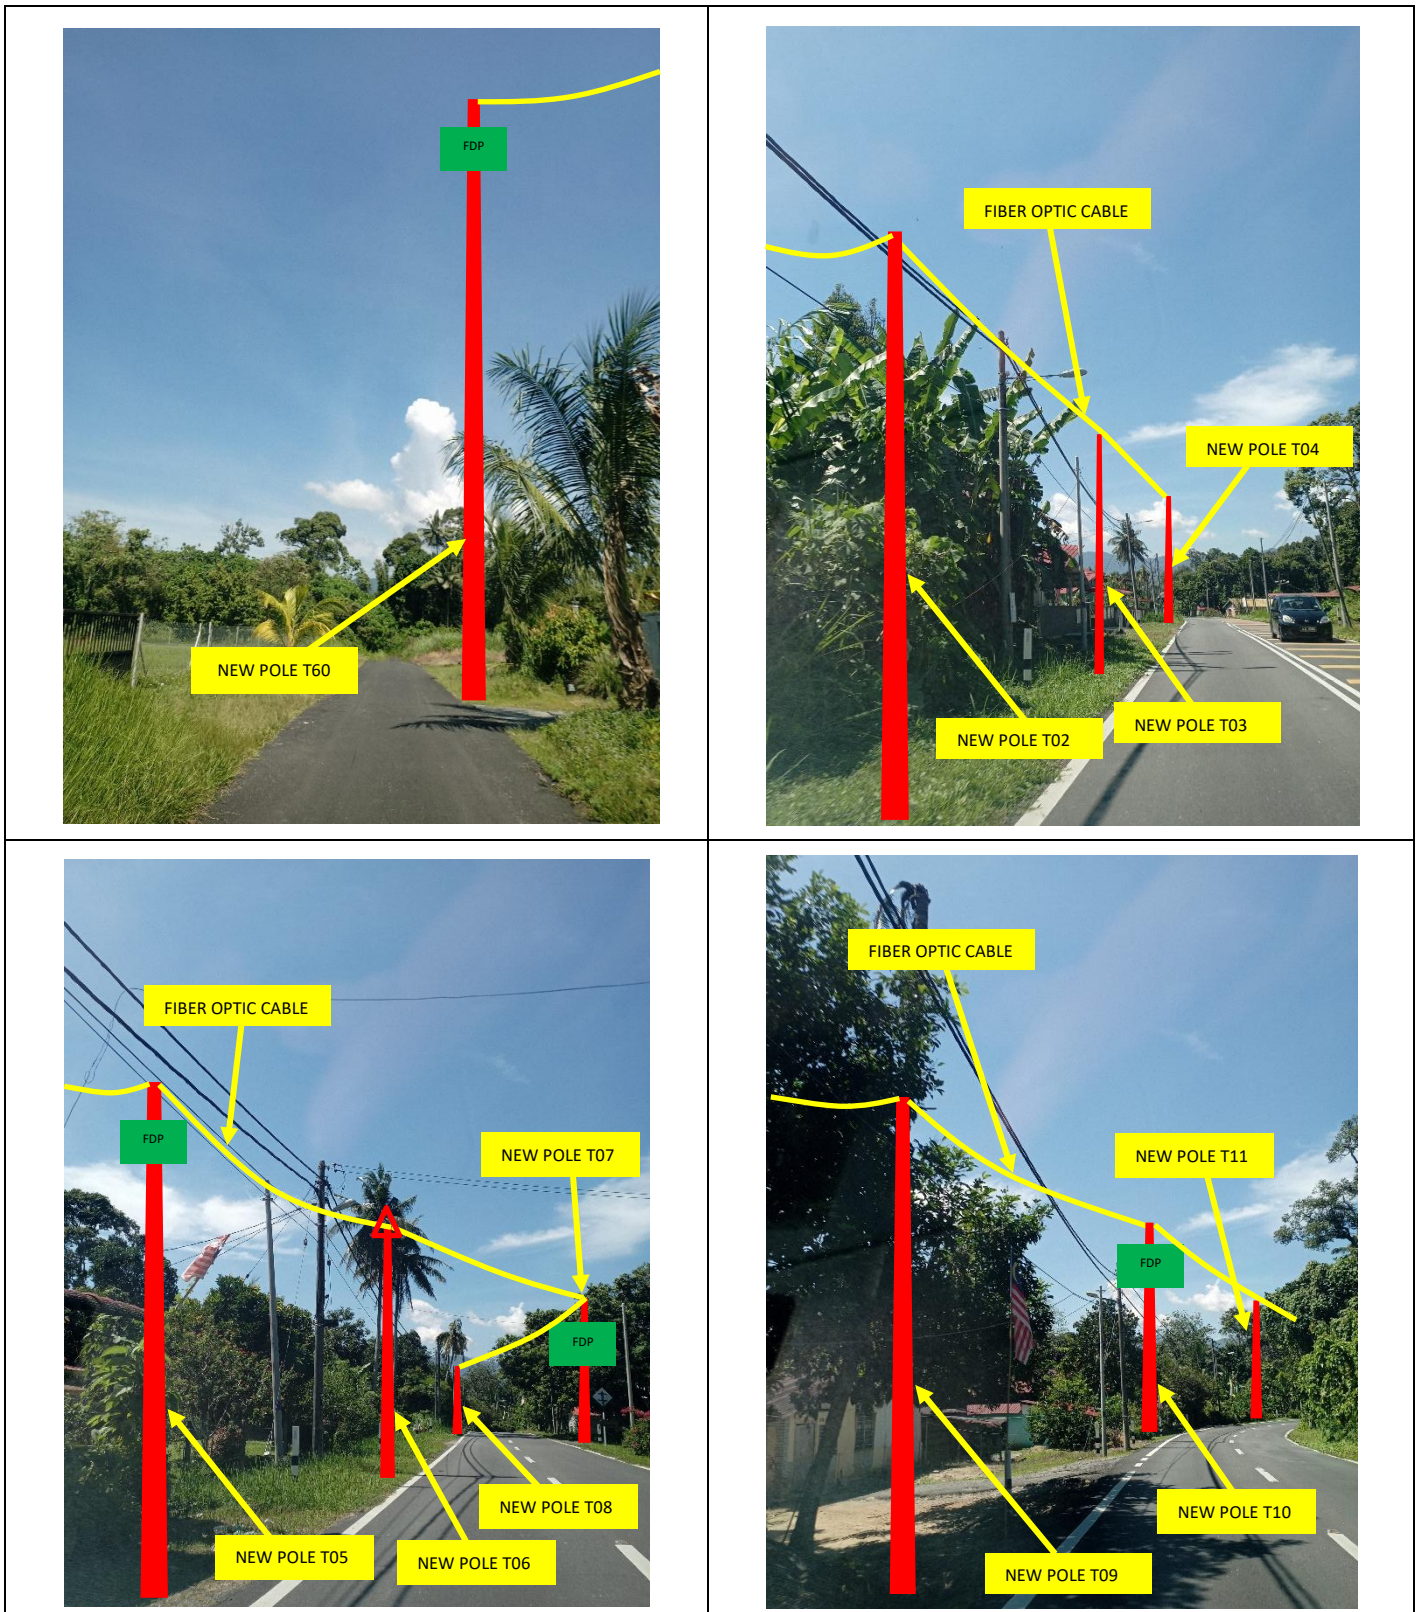 FDP
NEW POLE T60
FIBER OPTIC CABLE
NEW POLE T04
NEW POLE T03
NEW POLE T02
FIBER OPTIC CABLE
FDP
NEW POLE T07
FDP
NEW POLE T08
NEW POLE T05
NEW POLE T06
FIBER OPTIC CABLE
NEW POLE T11
FDP
NEW POLE T10
NEW POLE T09